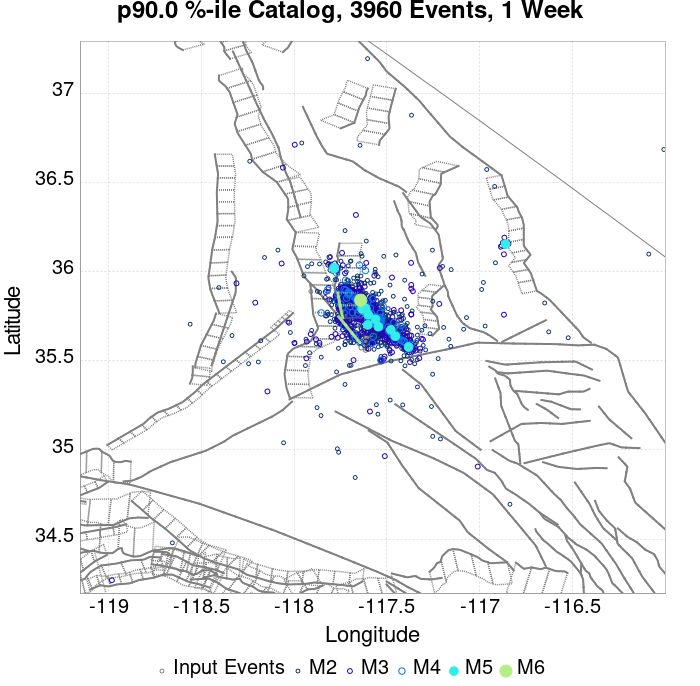 p90.0 %-ile Catalog, 3960 Events, 1 Week
37
36.5
36
35.5
35
34.5
Latitude
-119 -118.5 -118 -117.5 -117 -116.5
Longitude
Input Events M2 M3 M4 M5 M6